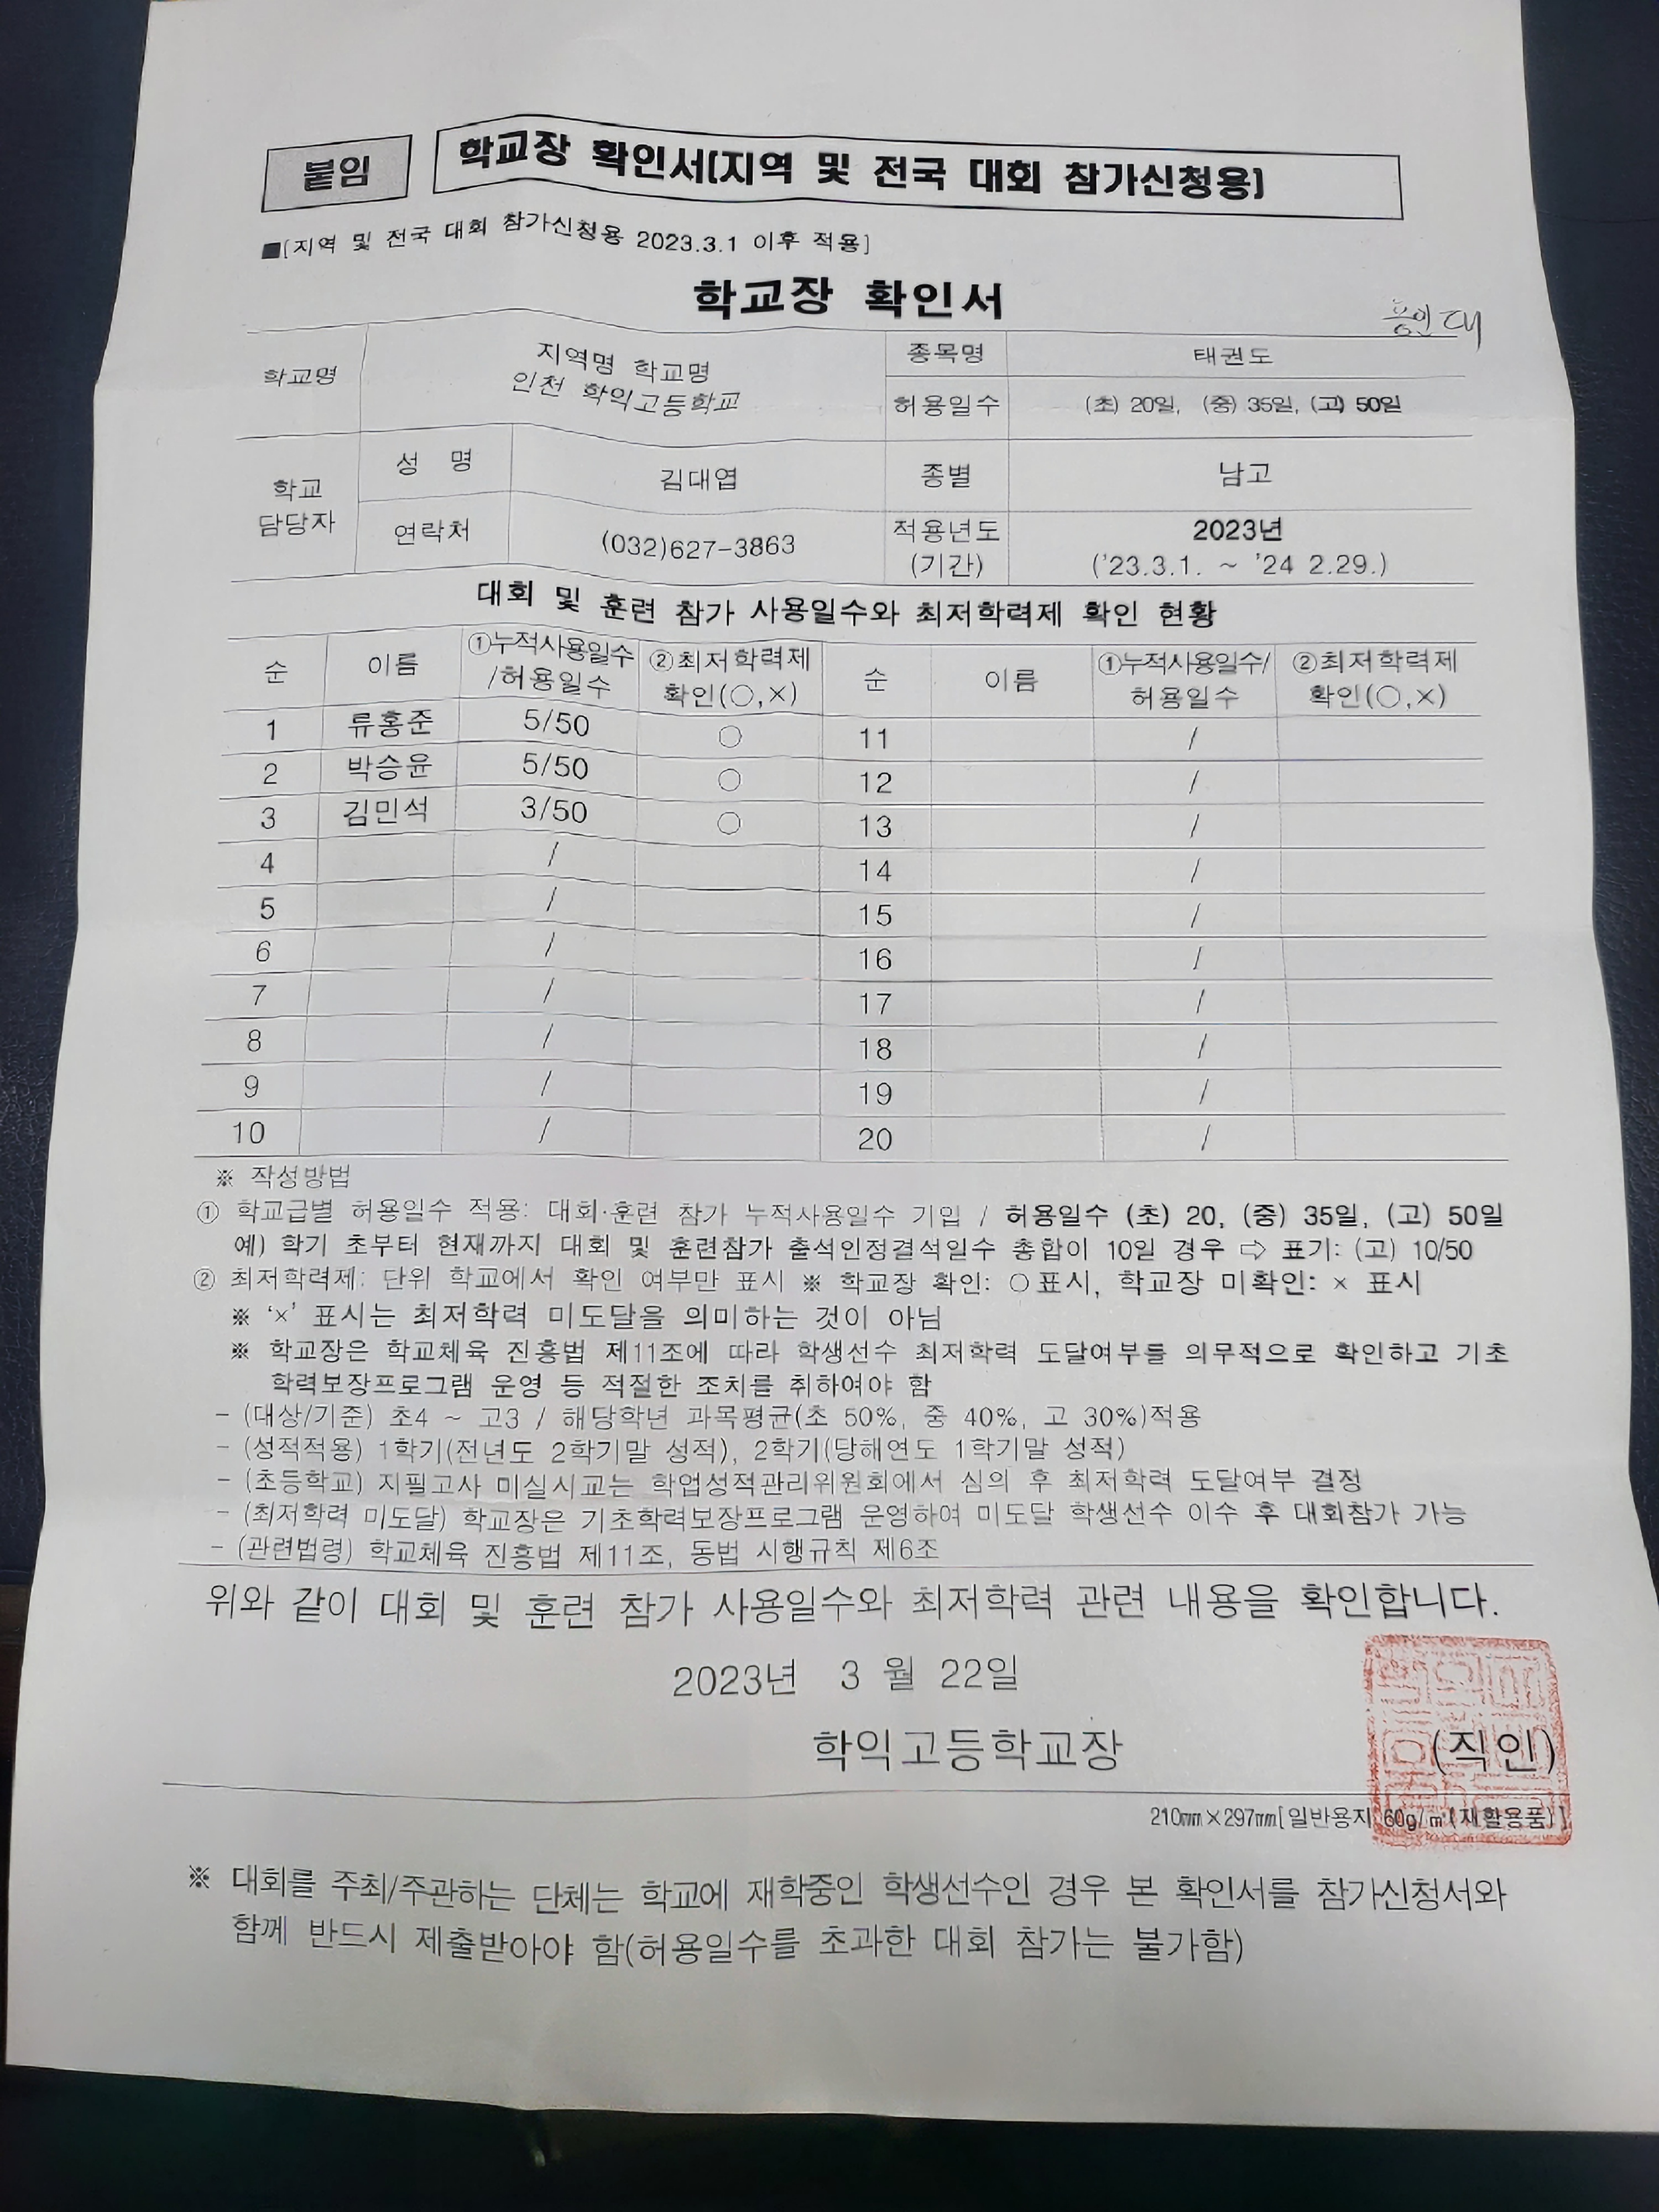 붙임 학교장 확인서[지역 및 전국 대회 참가신청용]
■[지역 및 전국 대회 참가신청용 2023.3.1 이후 적용]
학교장 확인서
용인대
학교명 지역명 학교명 인천 학익고등학교 종목명 태권도
허용일수 (초) 20일, (중) 35일, (고) 50일
학교 담당자 성 명 김대엽 종별 남고
연락처 (032)627-3863 적용년도 (기간) 2023년 ('23.3.1. ~ '24 2.29.)
대회 및 훈련 참가 사용일수와 최저학력제 확인 현황
순 이름 ①누적사용일수/허용일수 ②최저학력제 확인(○,×) 순 이름 ①누적사용일수/허용일수 ②최저학력제 확인(○,×)
1 류홍준 5/50 ○ 11 /
2 박승윤 5/50 ○ 12 /
3 김민석 3/50 ○ 13 /
4 / 14 /
5 / 15 /
6 / 16 /
7 / 17 /
8 / 18 /
9 / 19 /
10 / 20 /
※ 작성방법
① 학교급별 허용일수 적용: 대회·훈련 참가 누적사용일수 기입 / 허용일수 (초) 20, (중) 35일, (고) 50일
예) 학기 초부터 현재까지 대회 및 훈련참가 출석인정결석일수 총합이 10일 경우 ⇨ 표기: (고) 10/50
② 최저학력제: 단위 학교에서 확인 여부만 표시 ※ 학교장 확인: ○표시, 학교장 미확인: × 표시
※ '×' 표시는 최저학력 미도달을 의미하는 것이 아님
※ 학교장은 학교체육 진흥법 제11조에 따라 학생선수 최저학력 도달여부를 의무적으로 확인하고 기초
학력보장프로그램 운영 등 적절한 조치를 취하여야 함
- (대상/기준) 초4 ~ 고3 / 해당학년 과목평균(초 50%, 중 40%, 고 30%)적용
- (성적적용) 1학기(전년도 2학기말 성적), 2학기(당해연도 1학기말 성적)
- (초등학교) 지필고사 미실시교는 학업성적관리위원회에서 심의 후 최저학력 도달여부 결정
- (최저학력 미도달) 학교장은 기초학력보장프로그램 운영하여 미도달 학생선수 이수 후 대회참가 가능
- (관련법령) 학교체육 진흥법 제11조, 동법 시행규칙 제6조
위와 같이 대회 및 훈련 참가 사용일수와 최저학력 관련 내용을 확인합니다.
2023년 3 월 22일
학익고등학교장 (직인)
210㎜×297㎜[일반용지 60g/㎡(재활용품)]
※ 대회를 주최/주관하는 단체는 학교에 재학중인 학생선수인 경우 본 확인서를 참가신청서와
함께 반드시 제출받아야 함(허용일수를 초과한 대회 참가는 불가함)